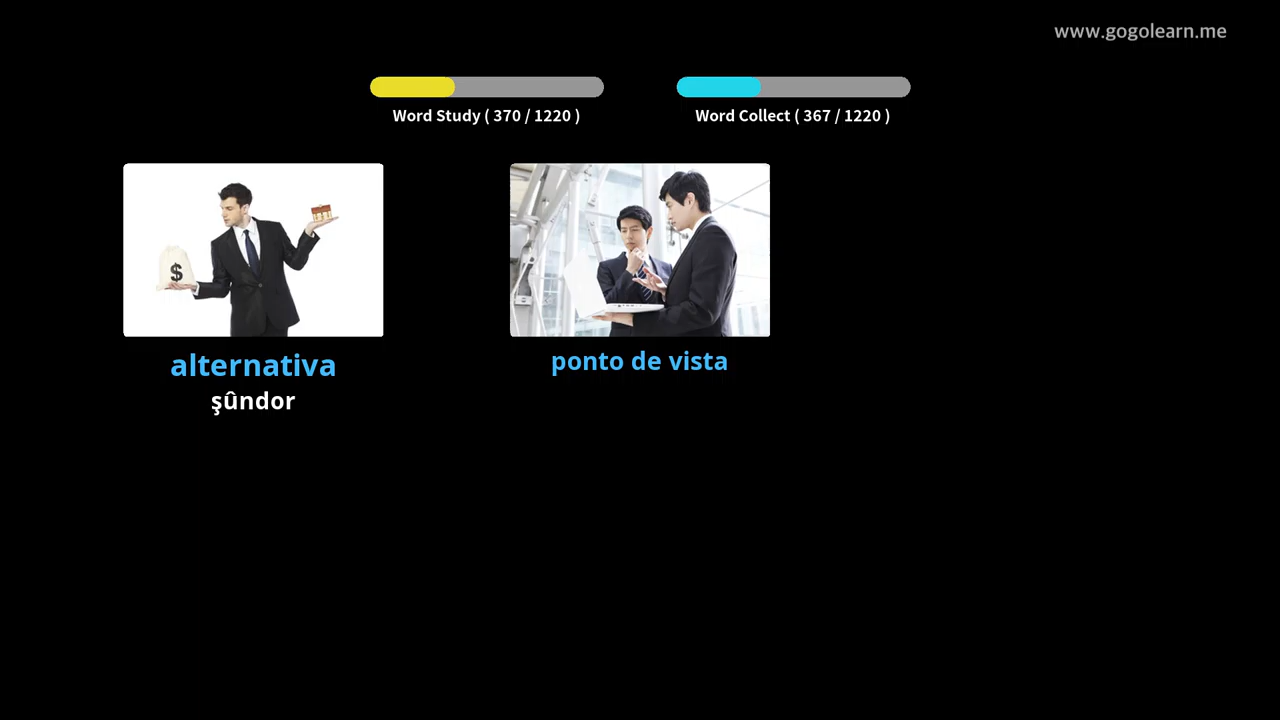 www.gogolearn.me
Word Study ( 370 / 1220 )
Word Collect ( 367 / 1220 )
$
alternativa
şûndor
ponto de vista